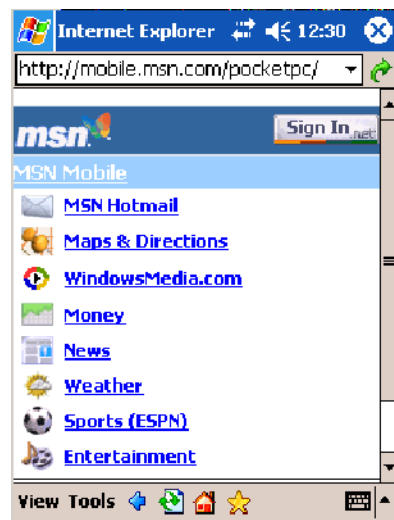 Internet Explorer 12:30
http://mobile.msn.com/pocketpc/
msn Sign In .net
MSN Mobile
MSN Hotmail
Maps & Directions
WindowsMedia.com
Money
News
Weather
Sports (ESPN)
Entertainment
View Tools